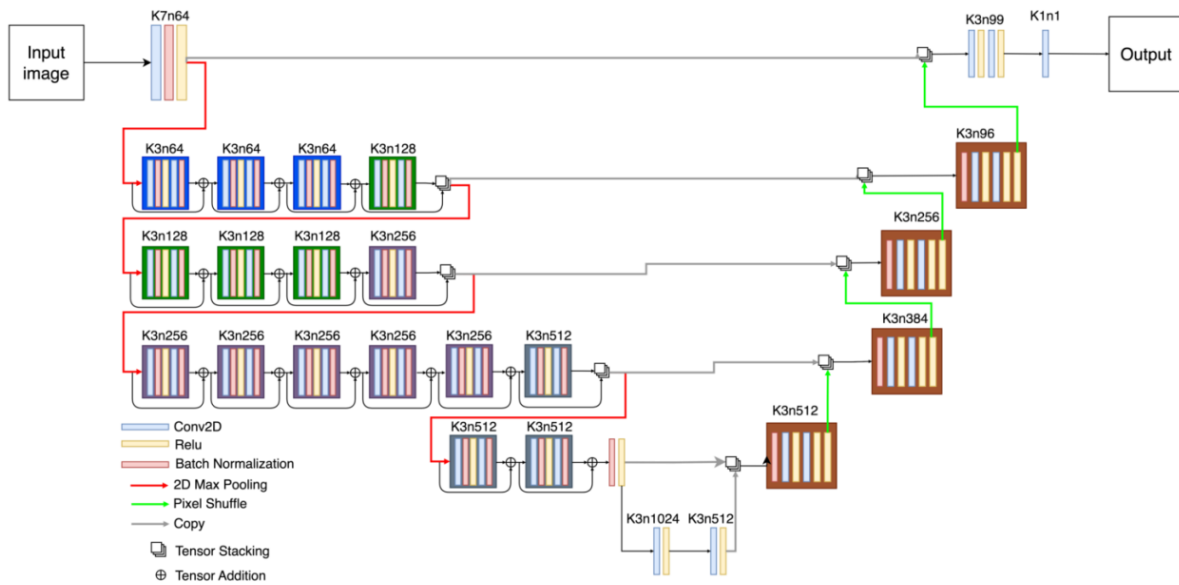 K7n64
K3n99
K1n1
Input
image
Output
K3n64
K3n64
K3n64
K3n128
K3n96
K3n128
K3n128
K3n128
K3n256
K3n256
K3n256
K3n256
K3n256
K3n256
K3n256
K3n512
K3n384
K3n512
K3n512
K3n512
K3n1024
K3n512
Conv2D
Relu
Batch Normalization
2D Max Pooling
Pixel Shuffle
Copy
Tensor Stacking
Tensor Addition